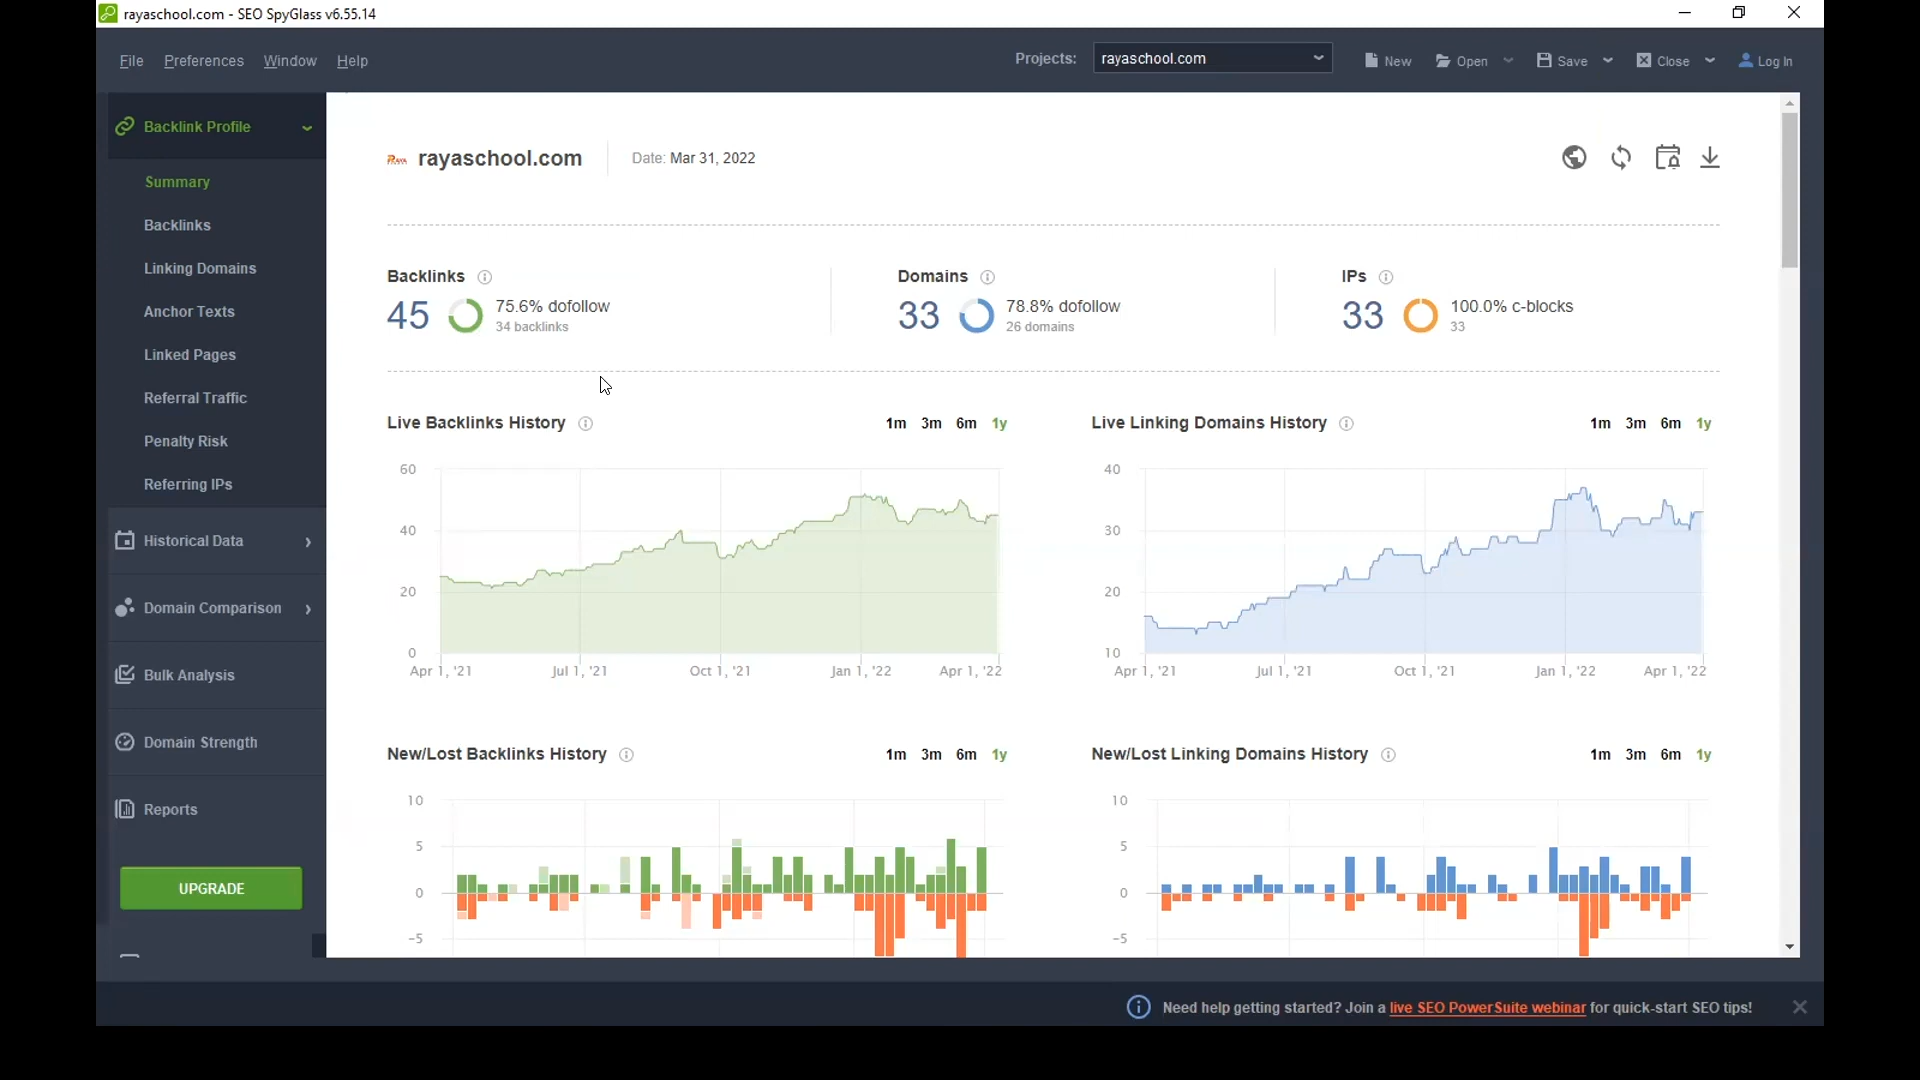 rayaschool.com - SEO SpyGlass v6.55.14
File Preferences Window Help
Projects: rayaschool.com New Open Save Close Log In
Backlink Profile
Summary
Backlinks
Linking Domains
Anchor Texts
Linked Pages
Referral Traffic
Penalty Risk
Referring IPs
Historical Data
Domain Comparison
Bulk Analysis
Domain Strength
Reports
UPGRADE
RAYA rayaschool.com Date: Mar 31, 2022
Backlinks
45 75.6% dofollow
34 backlinks
Domains
33 78.8% dofollow
26 domains
IPs
33 100.0% c-blocks
33
Live Backlinks History 1m 3m 6m 1y
60
40
20
0
Apr 1, '21 Jul 1, '21 Oct 1, '21 Jan 1, '22 Apr 1, '22
Live Linking Domains History 1m 3m 6m 1y
40
30
20
10
Apr 1, '21 Jul 1, '21 Oct 1, '21 Jan 1, '22 Apr 1, '22
New/Lost Backlinks History 1m 3m 6m 1y
10
5
0
-5
New/Lost Linking Domains History 1m 3m 6m 1y
10
5
0
-5
Need help getting started? Join a live SEO PowerSuite webinar for quick-start SEO tips!